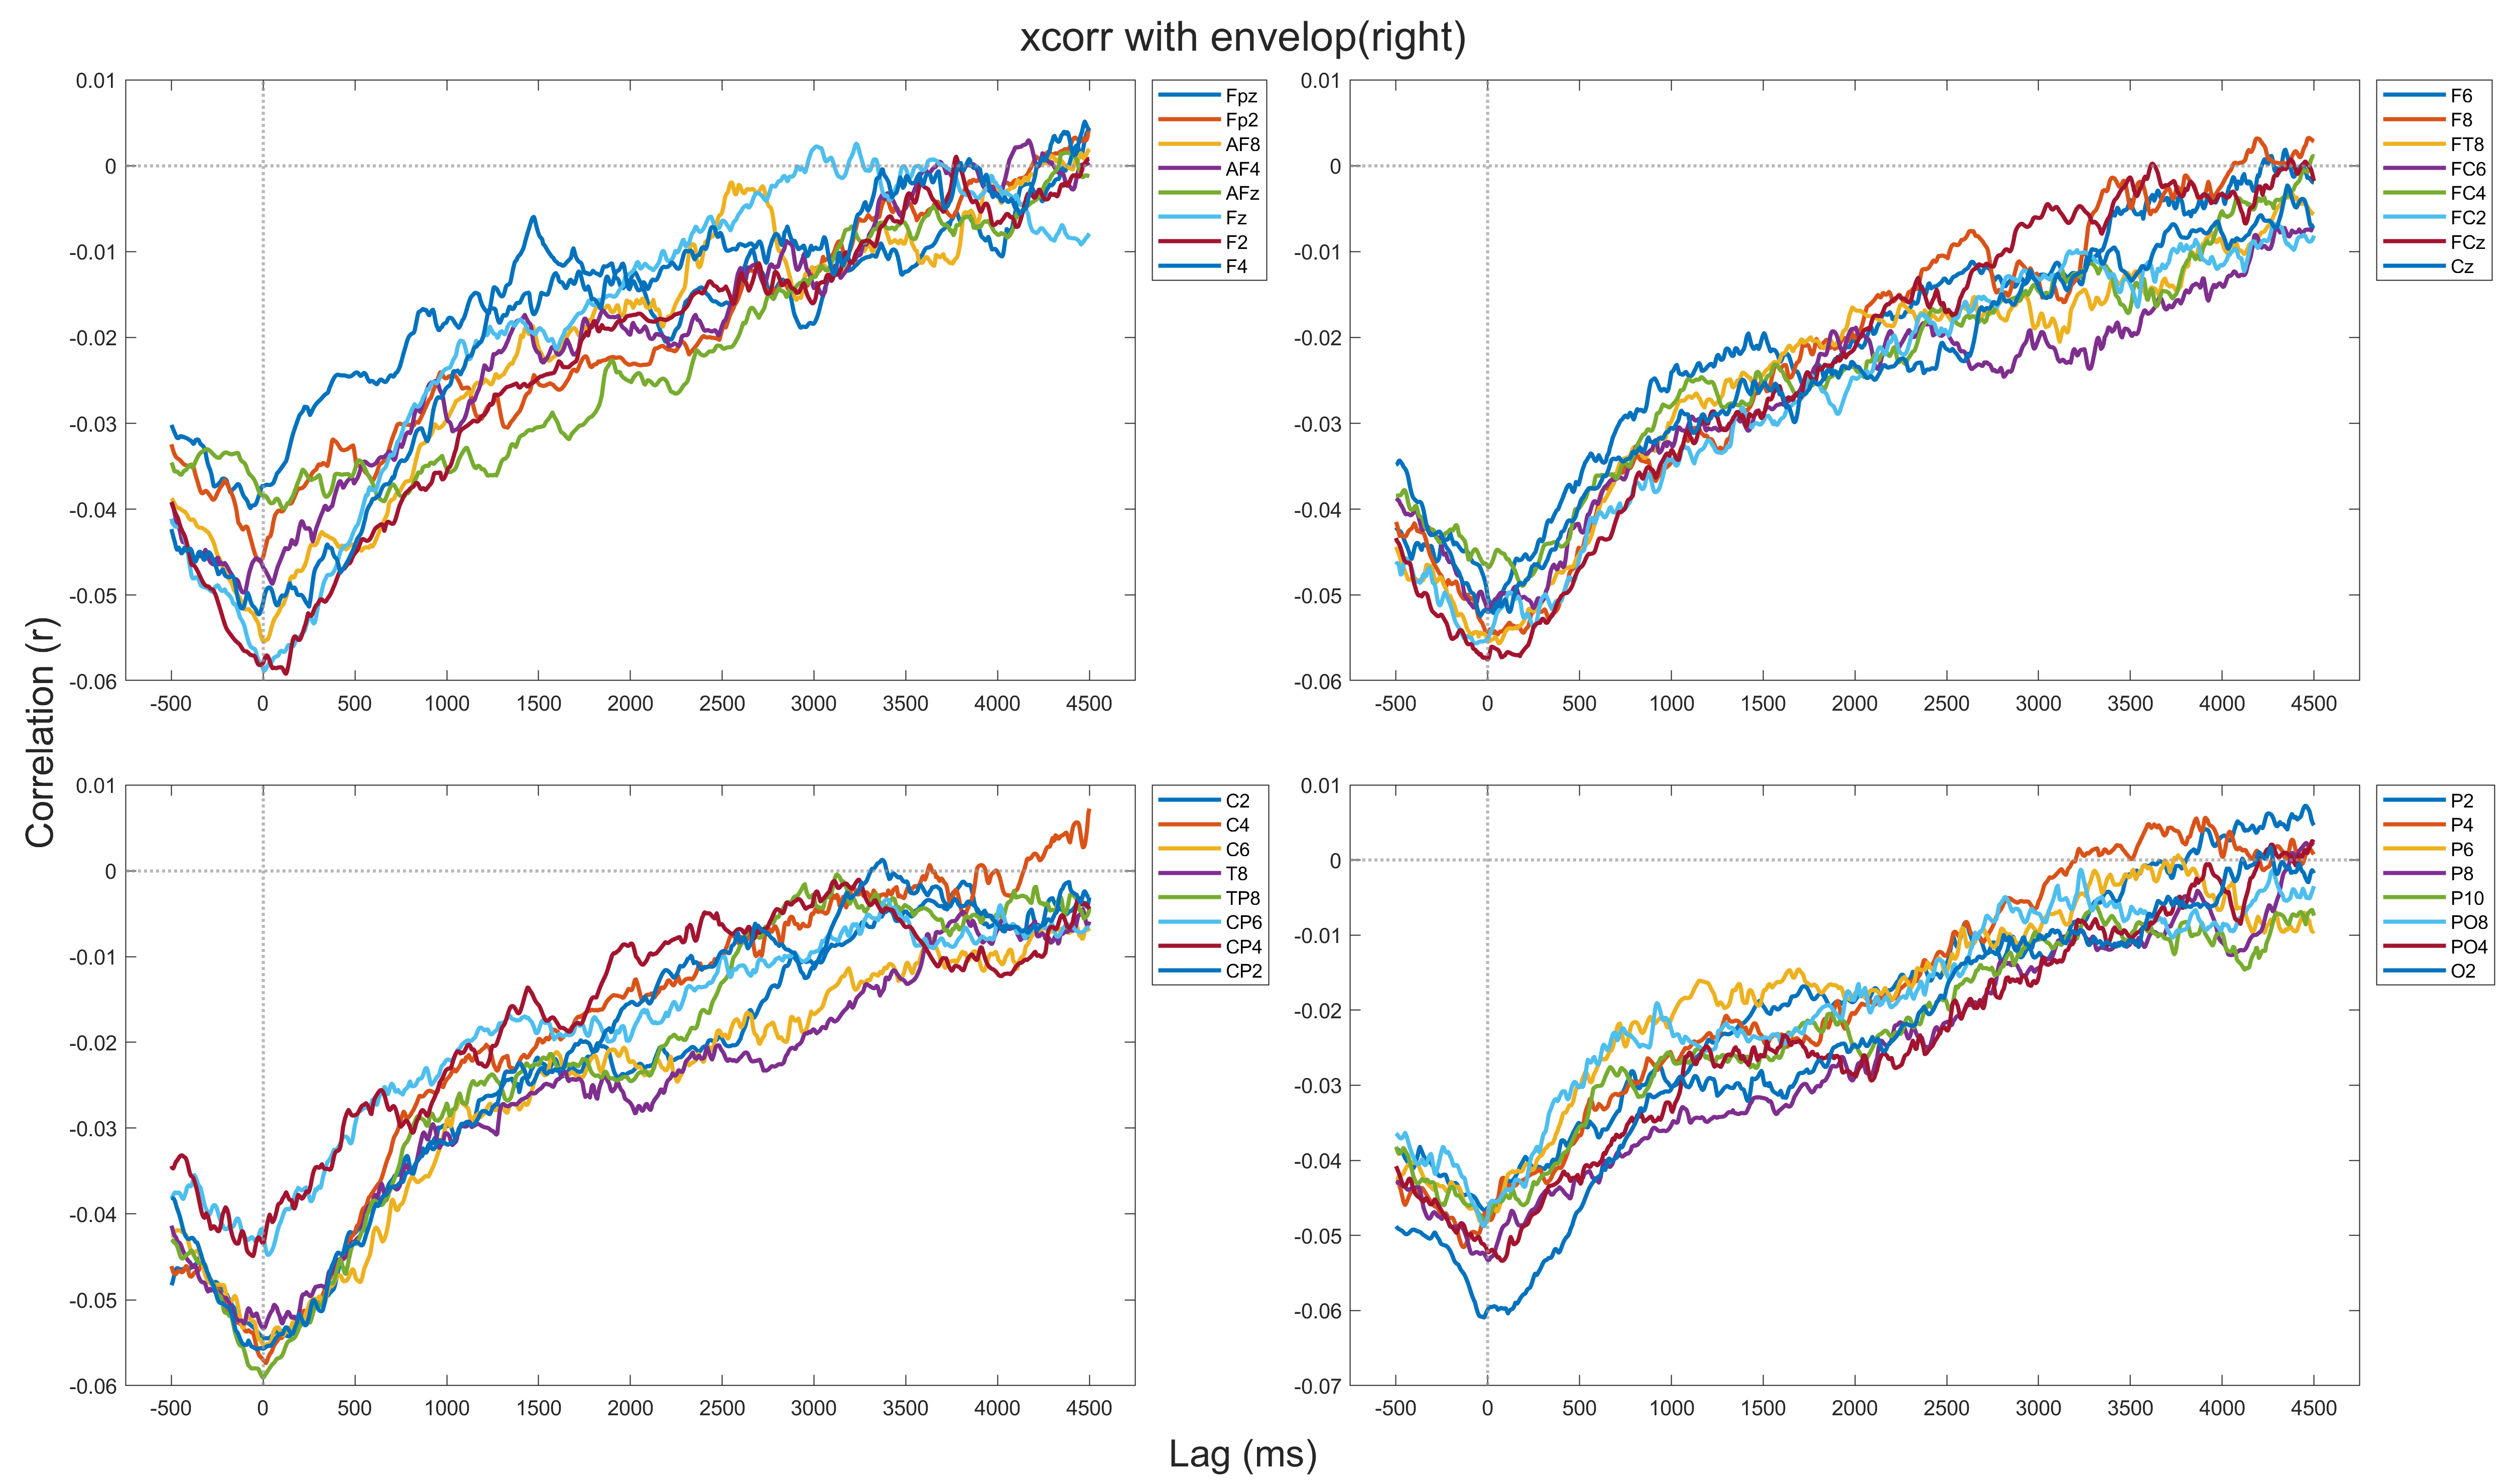 xcorr with envelop(right)
Correlation (r)
0.01
0
-0.01
-0.02
-0.03
-0.04
-0.05
-0.06
-500 0 500 1000 1500 2000 2500 3000 3500 4000 4500
Fpz
Fp2
AF8
AF4
AFz
Fz
F2
F4
0.01
0
-0.01
-0.02
-0.03
-0.04
-0.05
-0.06
-500 0 500 1000 1500 2000 2500 3000 3500 4000 4500
F6
F8
FT8
FC6
FC4
FC2
FCz
Cz
0.01
0
-0.01
-0.02
-0.03
-0.04
-0.05
-0.06
-500 0 500 1000 1500 2000 2500 3000 3500 4000 4500
C2
C4
C6
T8
TP8
CP6
CP4
CP2
0.01
0
-0.01
-0.02
-0.03
-0.04
-0.05
-0.06
-0.07
-500 0 500 1000 1500 2000 2500 3000 3500 4000 4500
P2
P4
P6
P8
P10
PO8
PO4
O2
Lag (ms)